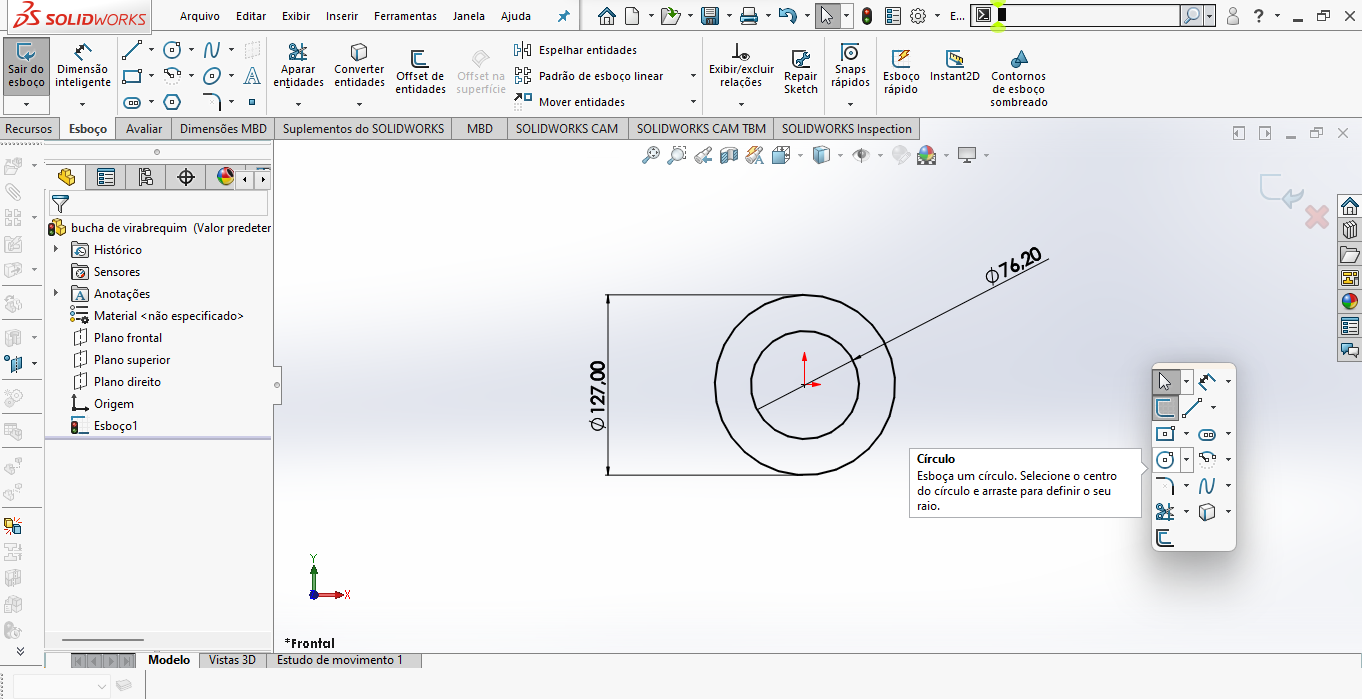 SOLIDWORKS
Arquivo Editar Exibir Inserir Ferramentas Janela Ajuda
E...
?
Sair do esboço
Dimensão inteligente
Aparar entidades
Converter entidades
Offset de entidades
Offset na superfície
Espelhar entidades
Padrão de esboço linear
Mover entidades
Exibir/excluir relações
Repair Sketch
Snaps rápidos
Esboço rápido
Instant2D
Contornos de esboço sombreado
Recursos Esboço Avaliar Dimensões MBD Suplementos do SOLIDWORKS MBD SOLIDWORKS CAM SOLIDWORKS CAM TBM SOLIDWORKS Inspection
bucha de virabrequim (Valor predeter
Histórico
Sensores
Anotações
Material <não especificado>
Plano frontal
Plano superior
Plano direito
Origem
Esboço1
∅76,20
∅127,00
Círculo
Esboça um círculo. Selecione o centro
do círculo e arraste para definir o seu
raio.
Y
X
*Frontal
Modelo Vistas 3D Estudo de movimento 1